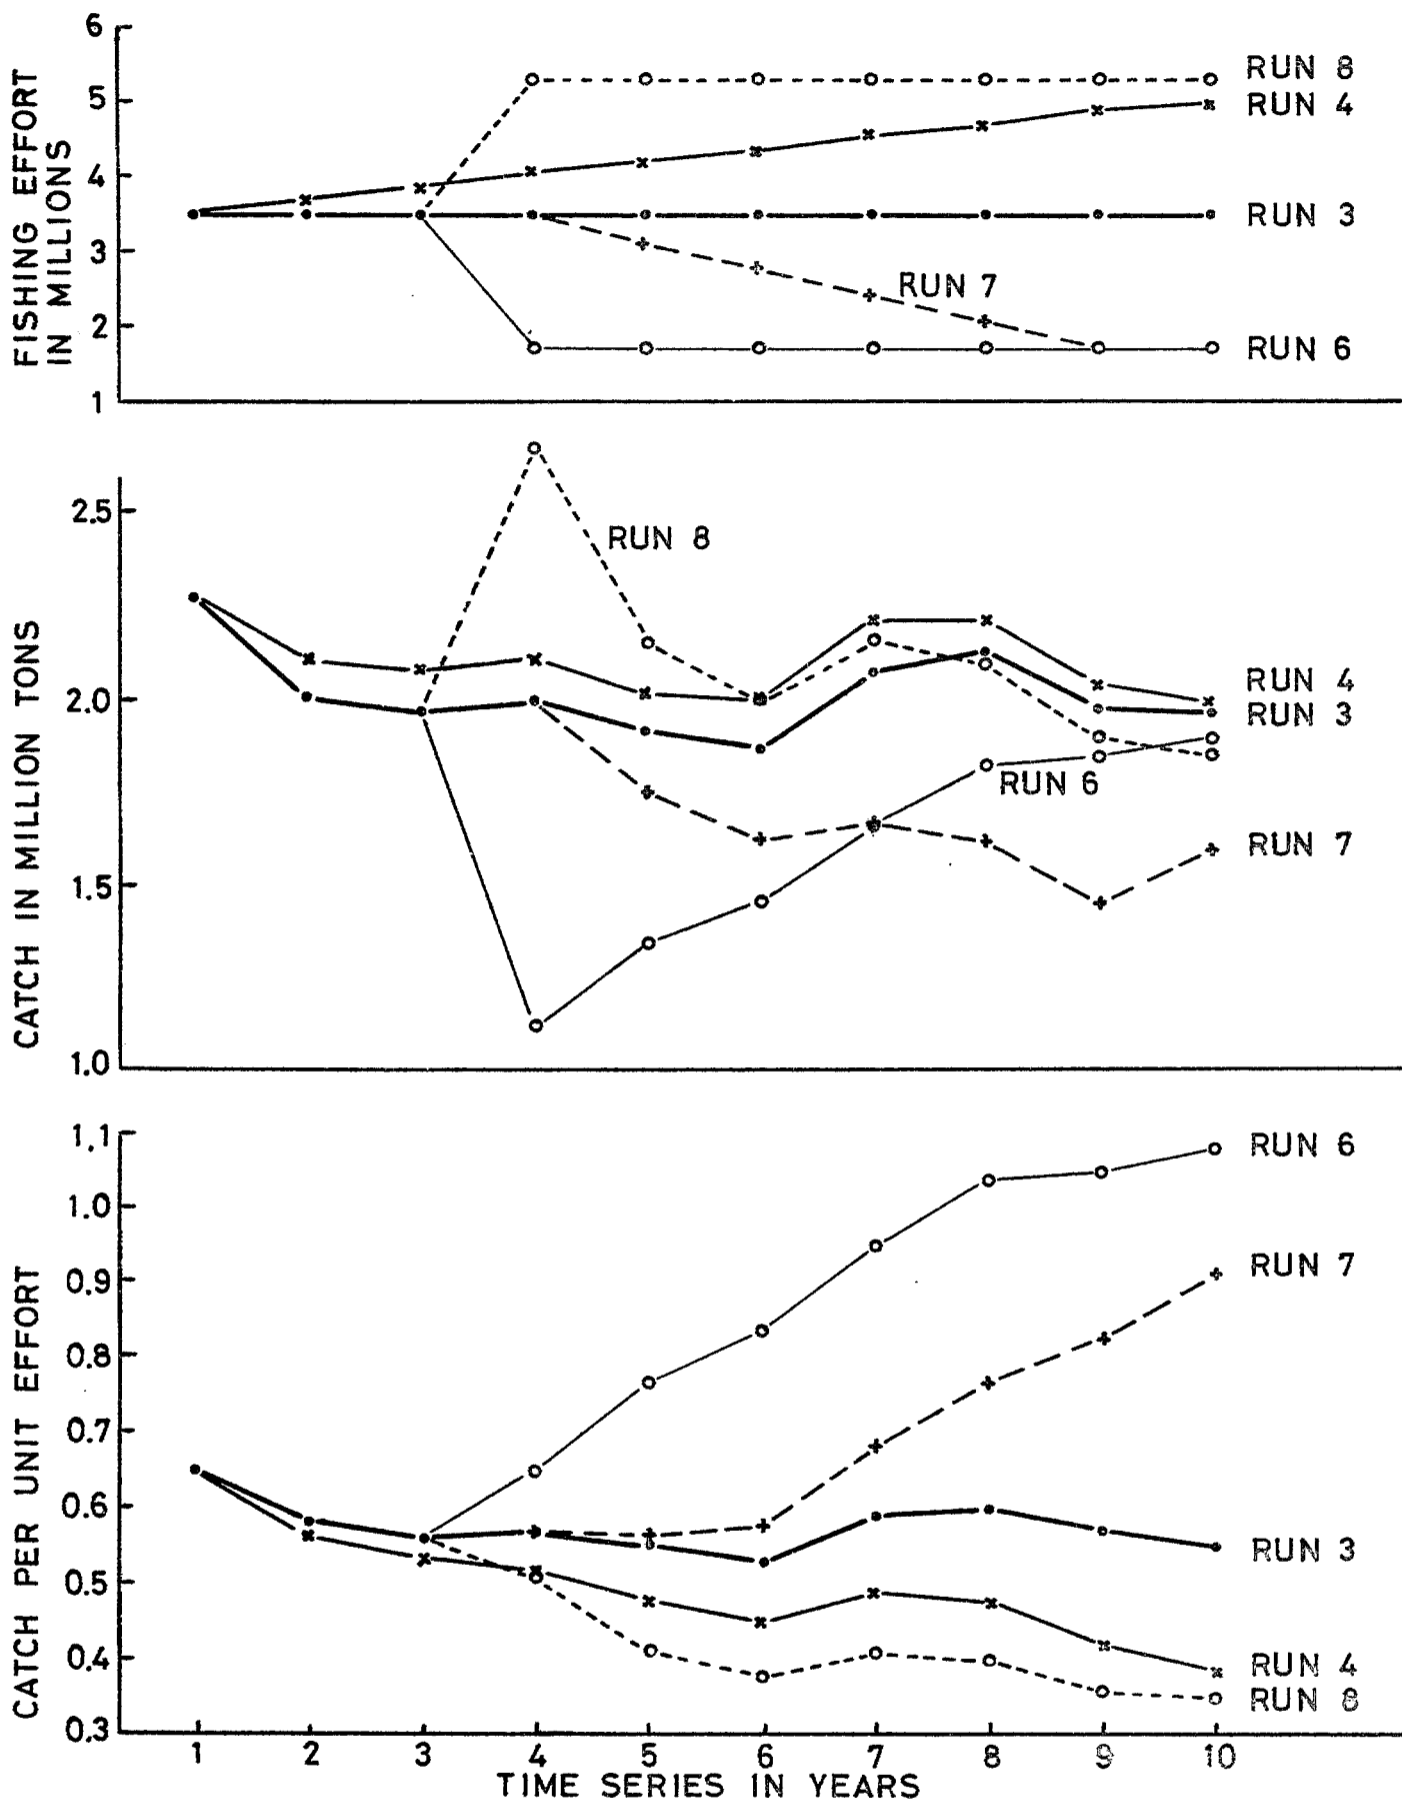 FISHING EFFORT
IN MILLIONS
6
5
4
3
2
1
RUN 8
RUN 4
RUN 3
RUN 7
RUN 6
CATCH IN MILLION TONS
2.5
2.0
1.5
1.0
RUN 8
RUN 4
RUN 3
RUN 6
RUN 7
CATCH PER UNIT EFFORT
1.1
1.0
0.9
0.8
0.7
0.6
0.5
0.4
0.3
RUN 6
RUN 7
RUN 3
RUN 4
RUN 8
1 2 3 4 5 6 7 8 9 10
TIME SERIES IN YEARS